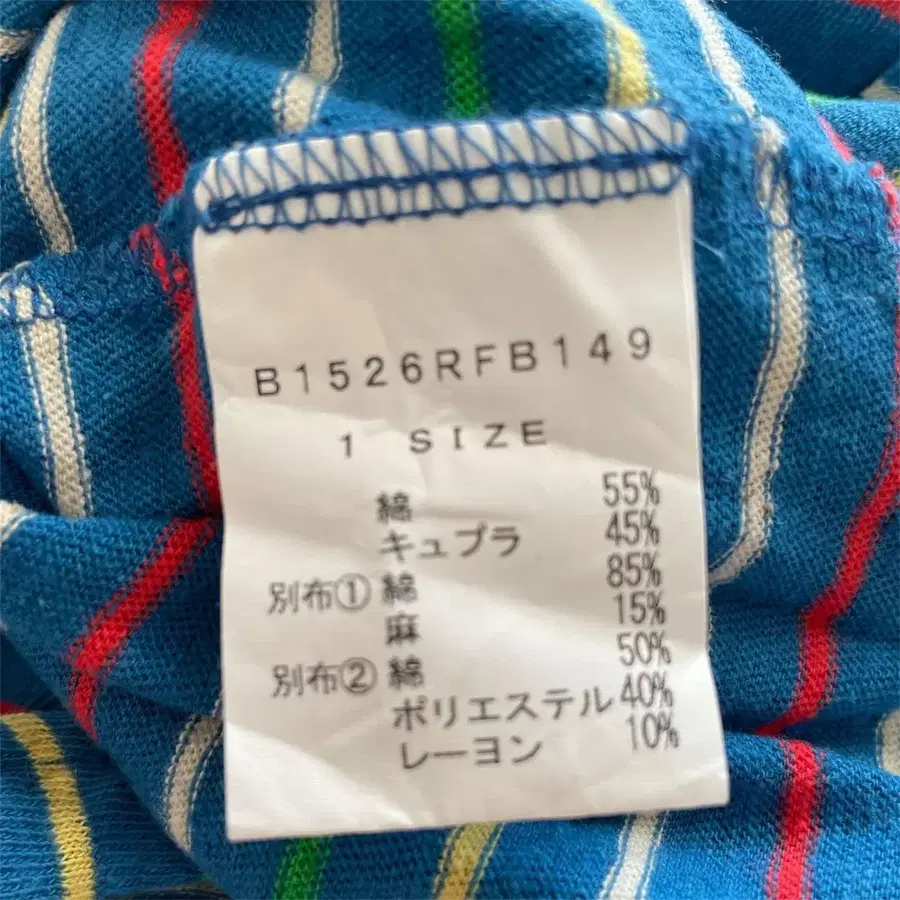 B1526RFB149
1 SIZE
綿 55%
キュプラ 45%
別布① 綿 85%
麻 15%
別布② 綿 50%
ポリエステル 40%
レーヨン 10%